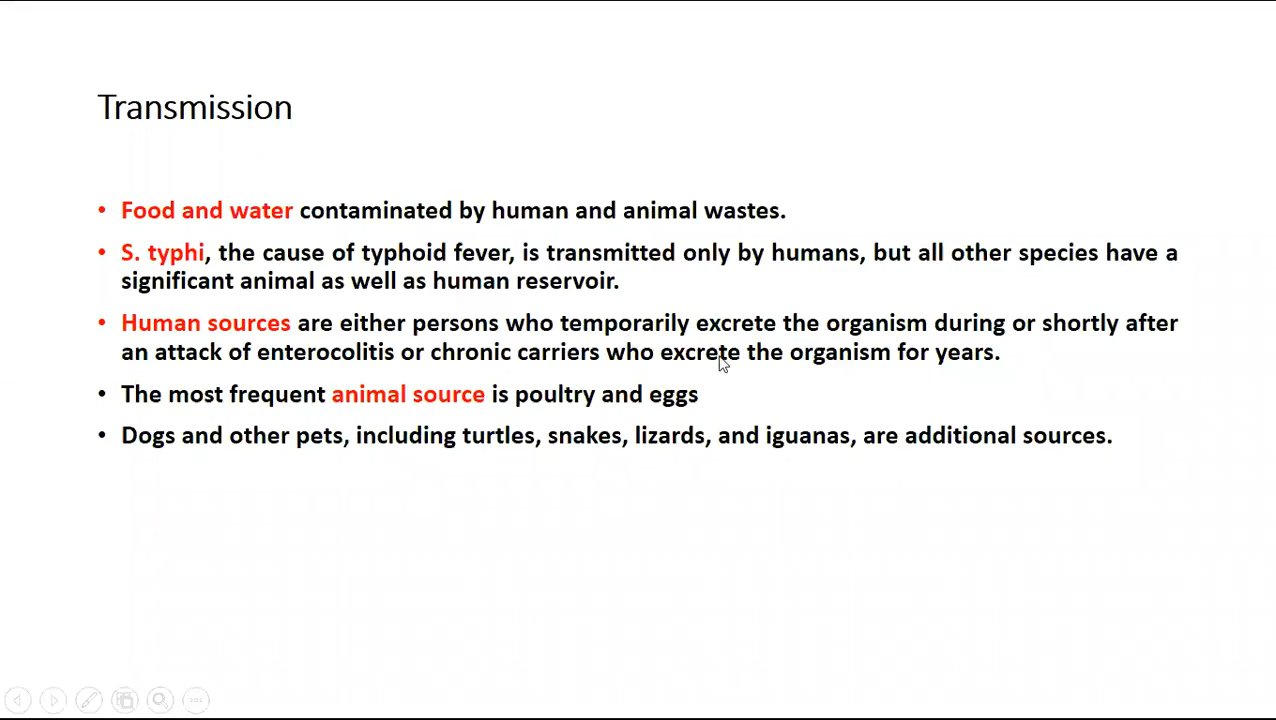 Transmission
• Food and water contaminated by human and animal wastes.
• S. typhi, the cause of typhoid fever, is transmitted only by humans, but all other species have a
significant animal as well as human reservoir.
• Human sources are either persons who temporarily excrete the organism during or shortly after
an attack of enterocolitis or chronic carriers who excrete the organism for years.
• The most frequent animal source is poultry and eggs
• Dogs and other pets, including turtles, snakes, lizards, and iguanas, are additional sources.